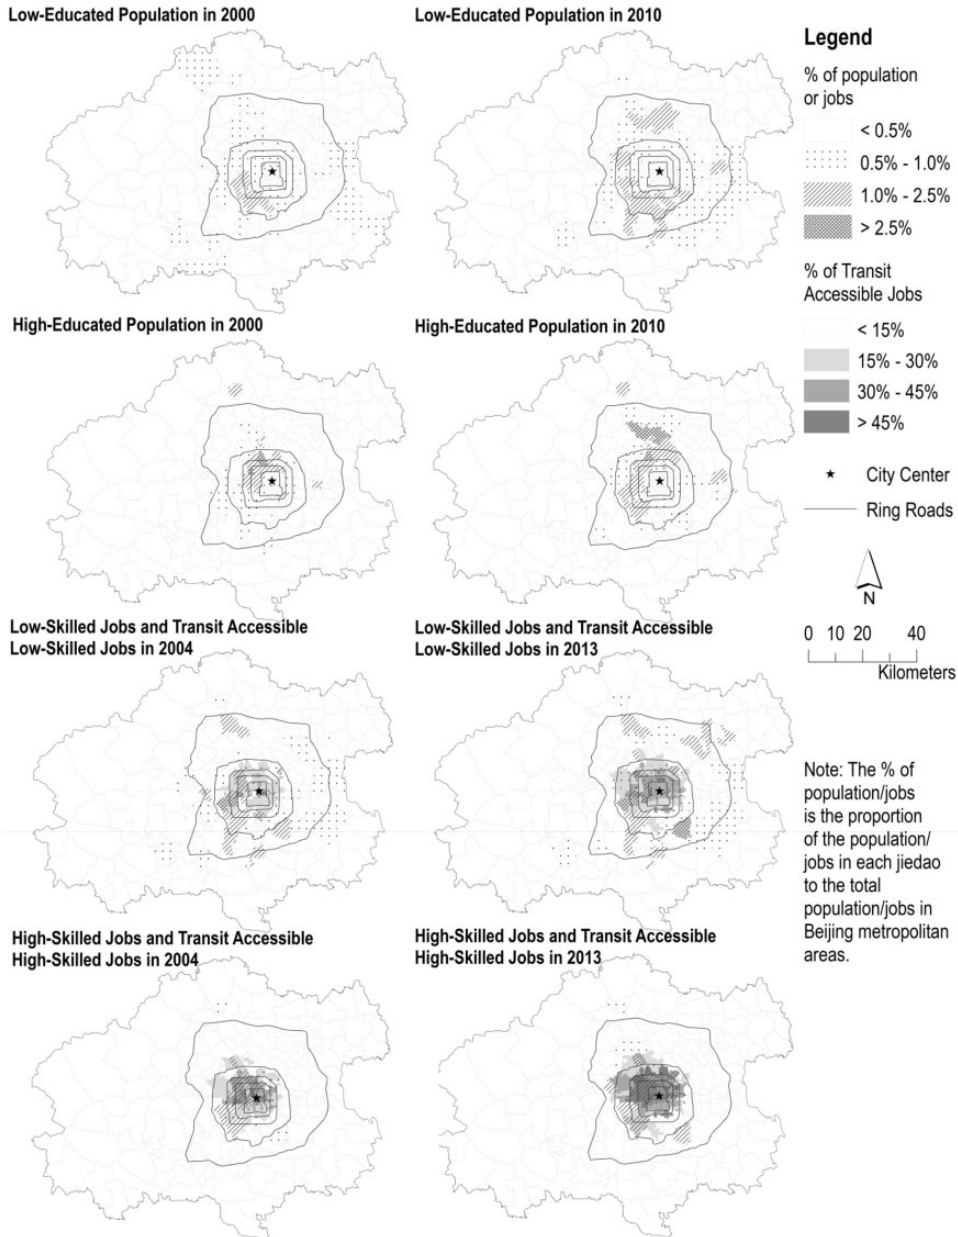 Low-Educated Population in 2000
Low-Educated Population in 2010
High-Educated Population in 2000
High-Educated Population in 2010
Low-Skilled Jobs and Transit Accessible
Low-Skilled Jobs in 2004
Low-Skilled Jobs and Transit Accessible
Low-Skilled Jobs in 2013
High-Skilled Jobs and Transit Accessible
High-Skilled Jobs in 2004
High-Skilled Jobs and Transit Accessible
High-Skilled Jobs in 2013
Legend
% of population
or jobs
< 0.5%
0.5% - 1.0%
1.0% - 2.5%
> 2.5%
% of Transit
Accessible Jobs
< 15%
15% - 30%
30% - 45%
> 45%
City Center
Ring Roads
N
0 10 20 40
Kilometers
Note: The % of
population/jobs
is the proportion
of the population/
jobs in each jiedao
to the total
population/jobs in
Beijing metropolitan
areas.